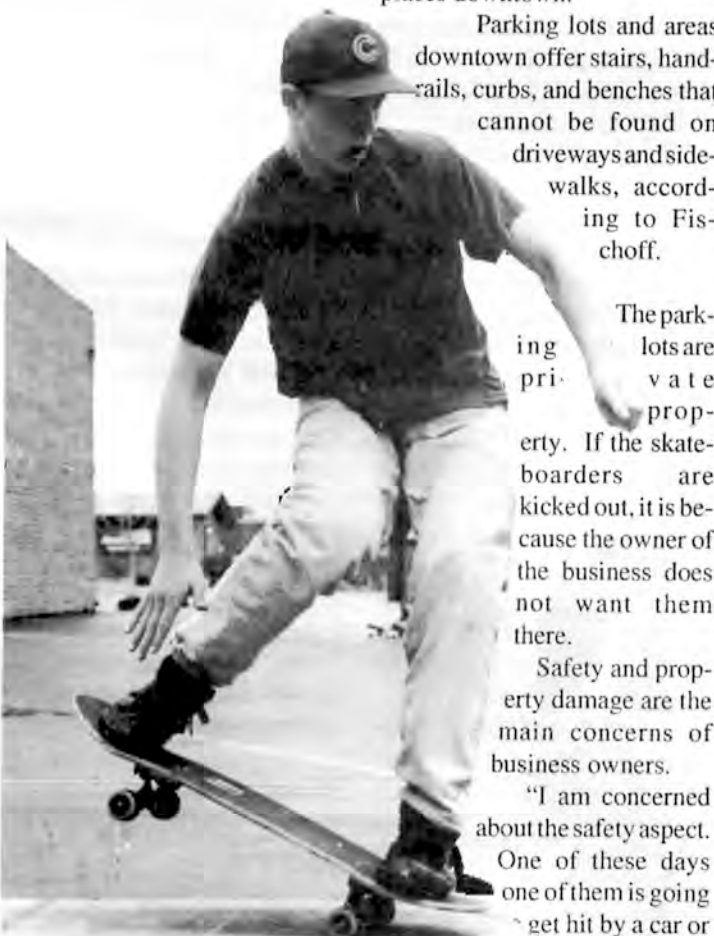 C
places downtown.
Parking lots and areas
downtown offer stairs, hand-
rails, curbs, and benches that
cannot be found on
driveways and side-
walks, accord-
ing to Fis-
choff.
The park-
ing lots are
pri- vate
prop-
erty. If the skate-
boarders are
kicked out, it is be-
cause the owner of
the business does
not want them
there.
Safety and prop-
erty damage are the
main concerns of
business owners.
"I am concerned
about the safety aspect.
One of these days
one of them is going
get hit by a car or